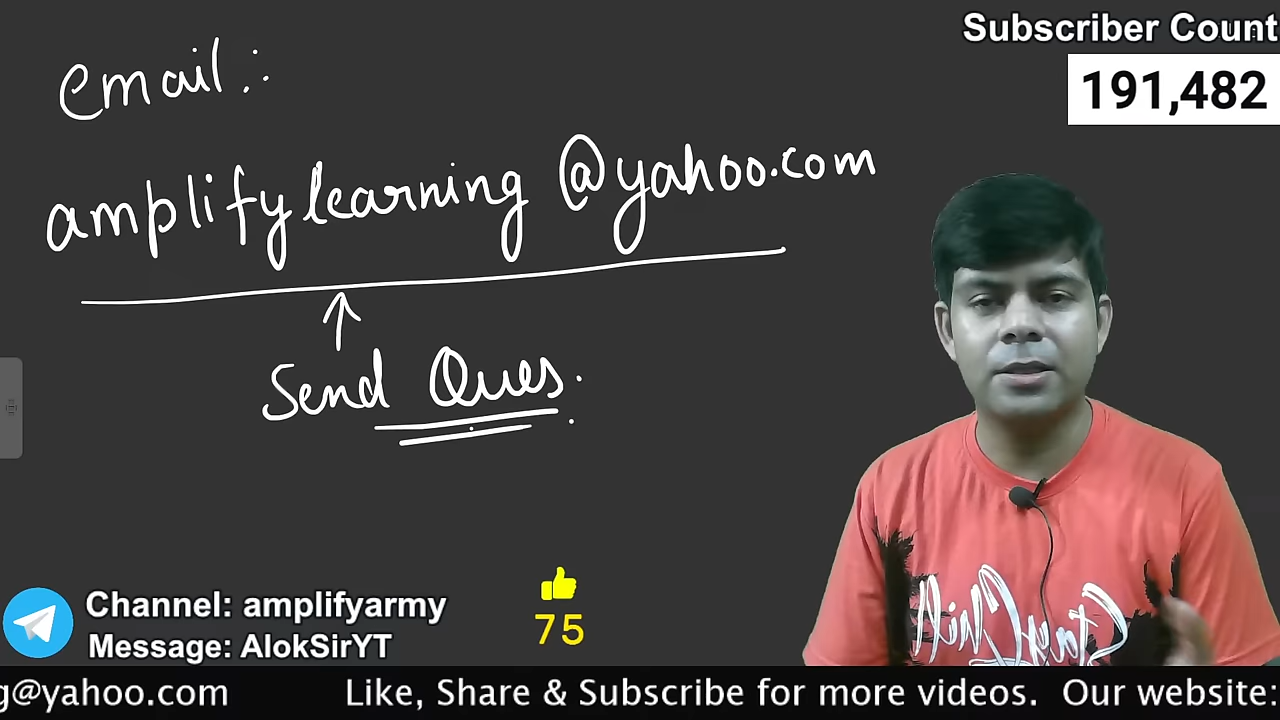 Subscriber Count
191,482
email :
amplifylearning @yahoo.com
Send Ques.
Channel: amplifyarmy
Message: AlokSirYT
75
g@yahoo.com Like, Share & Subscribe for more videos. Our website: